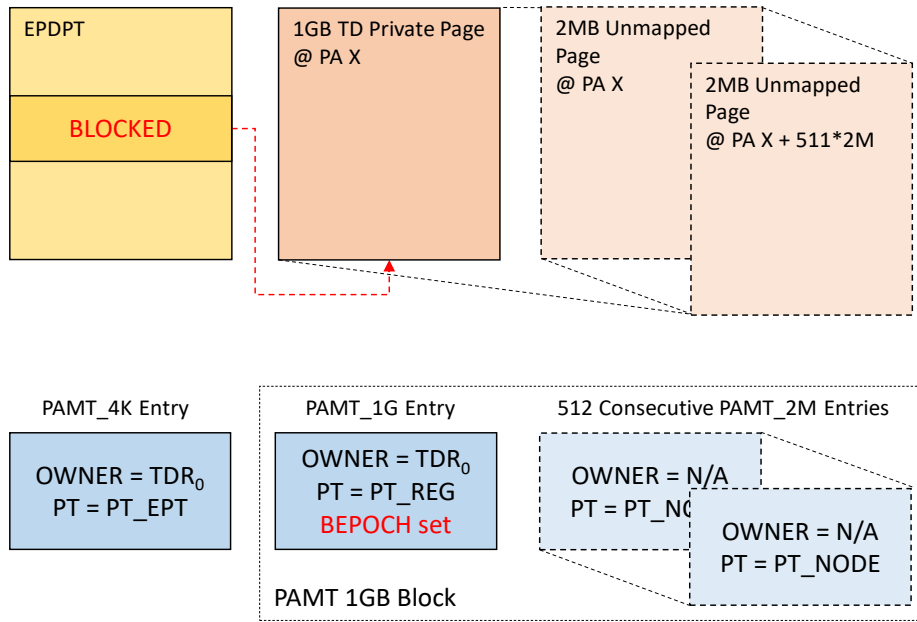 EPDPT
BLOCKED
1GB TD Private Page
@ PA X
2MB Unmapped
Page
@ PA X
2MB Unmapped
Page
@ PA X + 511*2M
PAMT_4K Entry
OWNER = TDR₀
PT = PT_EPT
PAMT_1G Entry
OWNER = TDR₀
PT = PT_REG
BEPOCH set
512 Consecutive PAMT_2M Entries
OWNER = N/A
PT = PT_NO
OWNER = N/A
PT = PT_NODE
PAMT 1GB Block